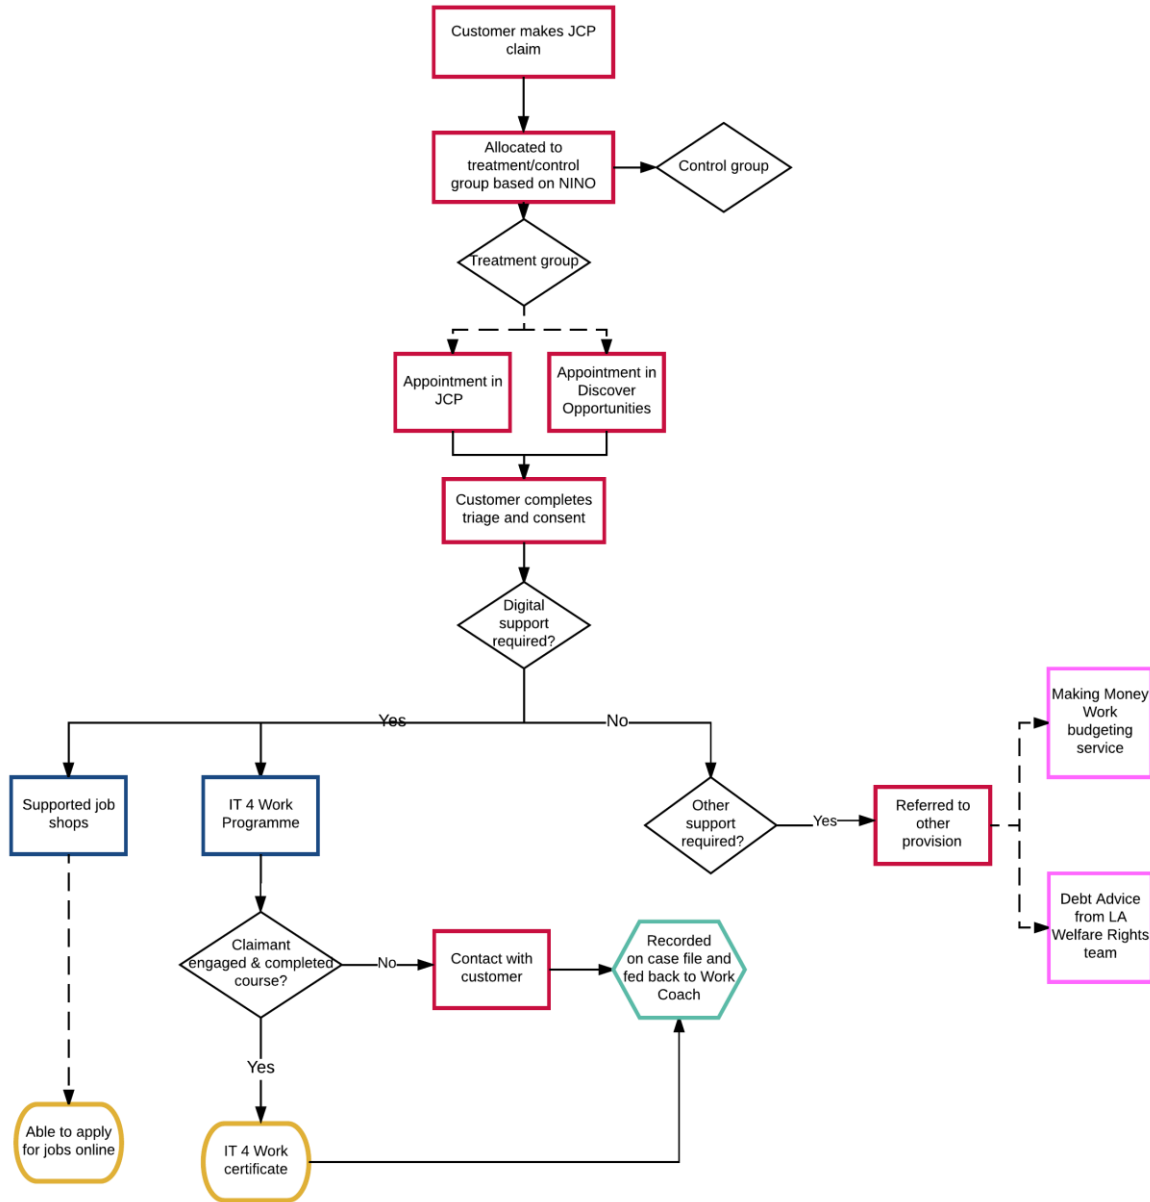 Customer makes JCP
claim
Allocated to
treatment/control
group based on NINO
Control group
Treatment group
Appointment in
JCP
Appointment in
Discover
Opportunities
Customer completes
triage and consent
Digital
support
required?
Yes
No
Supported job
shops
IT 4 Work
Programme
Other
support
required?
Yes
Referred to
other
provision
Making Money
Work
budgeting
service
Debt Advice
from LA
Welfare Rights
team
Claimant
engaged & completed
course?
No
Contact with
customer
Recorded
on case file and
fed back to Work
Coach
Yes
Able to apply
for jobs online
IT 4 Work
certificate